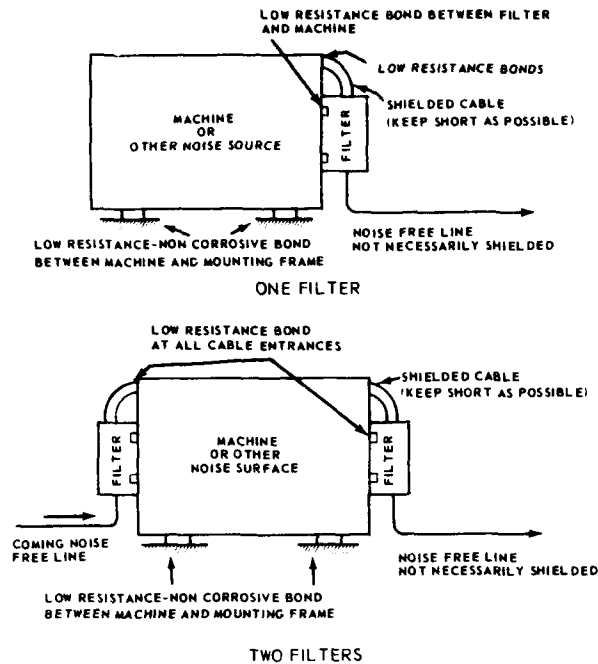 LOW RESISTANCE BOND BETWEEN FILTER
AND MACHINE
LOW RESISTANCE BONDS
SHIELDED CABLE
(KEEP SHORT AS POSSIBLE)
MACHINE
OR
OTHER NOISE SOURCE
FILTER
LOW RESISTANCE-NON CORROSIVE BOND
BETWEEN MACHINE AND MOUNTING FRAME
NOISE FREE LINE
NOT NECESSARILY SHIELDED
ONE FILTER
LOW RESISTANCE BOND
AT ALL CABLE ENTRANCES
SHIELDED CABLE
(KEEP SHORT AS POSSIBLE)
FILTER
MACHINE
OR OTHER
NOISE SURFACE
FILTER
COMING NOISE
FREE LINE
NOISE FREE LINE
NOT NECESSARILY SHIELDED
LOW RESISTANCE-NON CORROSIVE BOND
BETWEEN MACHINE AND MOUNTING FRAME
TWO FILTERS